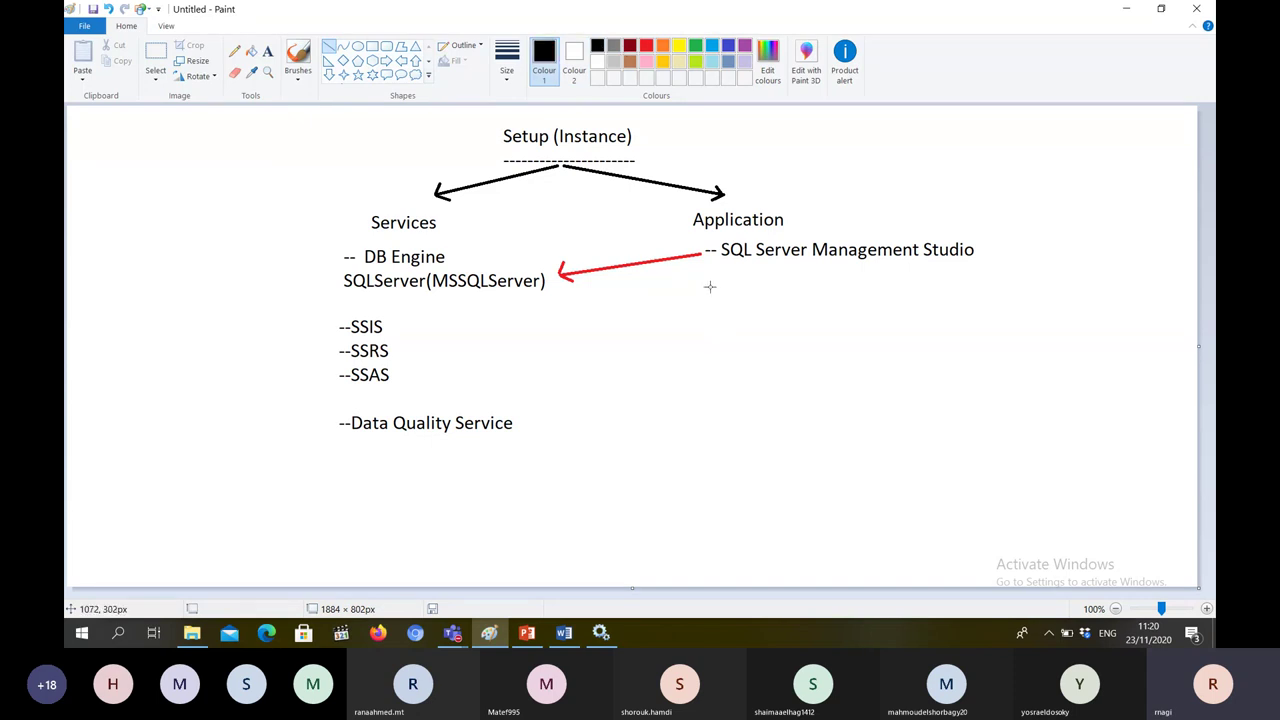 Untitled - Paint
File
Home
View
Paste
Cut
Copy
Clipboard
Select
Crop
Resize
Rotate
Image
Tools
Brushes
Outline
Fill
Shapes
Size
Colour
1
Colour
2
Edit
colours
Colours
Edit with
Paint 3D
Product
alert
Setup (Instance)
----------------------
Services
Application
-- DB Engine
-- SQL Server Management Studio
SQLServer(MSSQLServer)
--SSIS
--SSRS
--SSAS
--Data Quality Service
Activate Windows
Go to Settings to activate Windows.
1072, 302px
1884 × 802px
100%
ENG
11:20
23/11/2020
3
+18
H
M
S
M
R
M
S
S
M
Y
R
ranaahmed.mt
Matef995
shorouk.hamdi
shaimaaelhag1412
mahmoudelshorbagy20
yosraeldosoky
rnagi